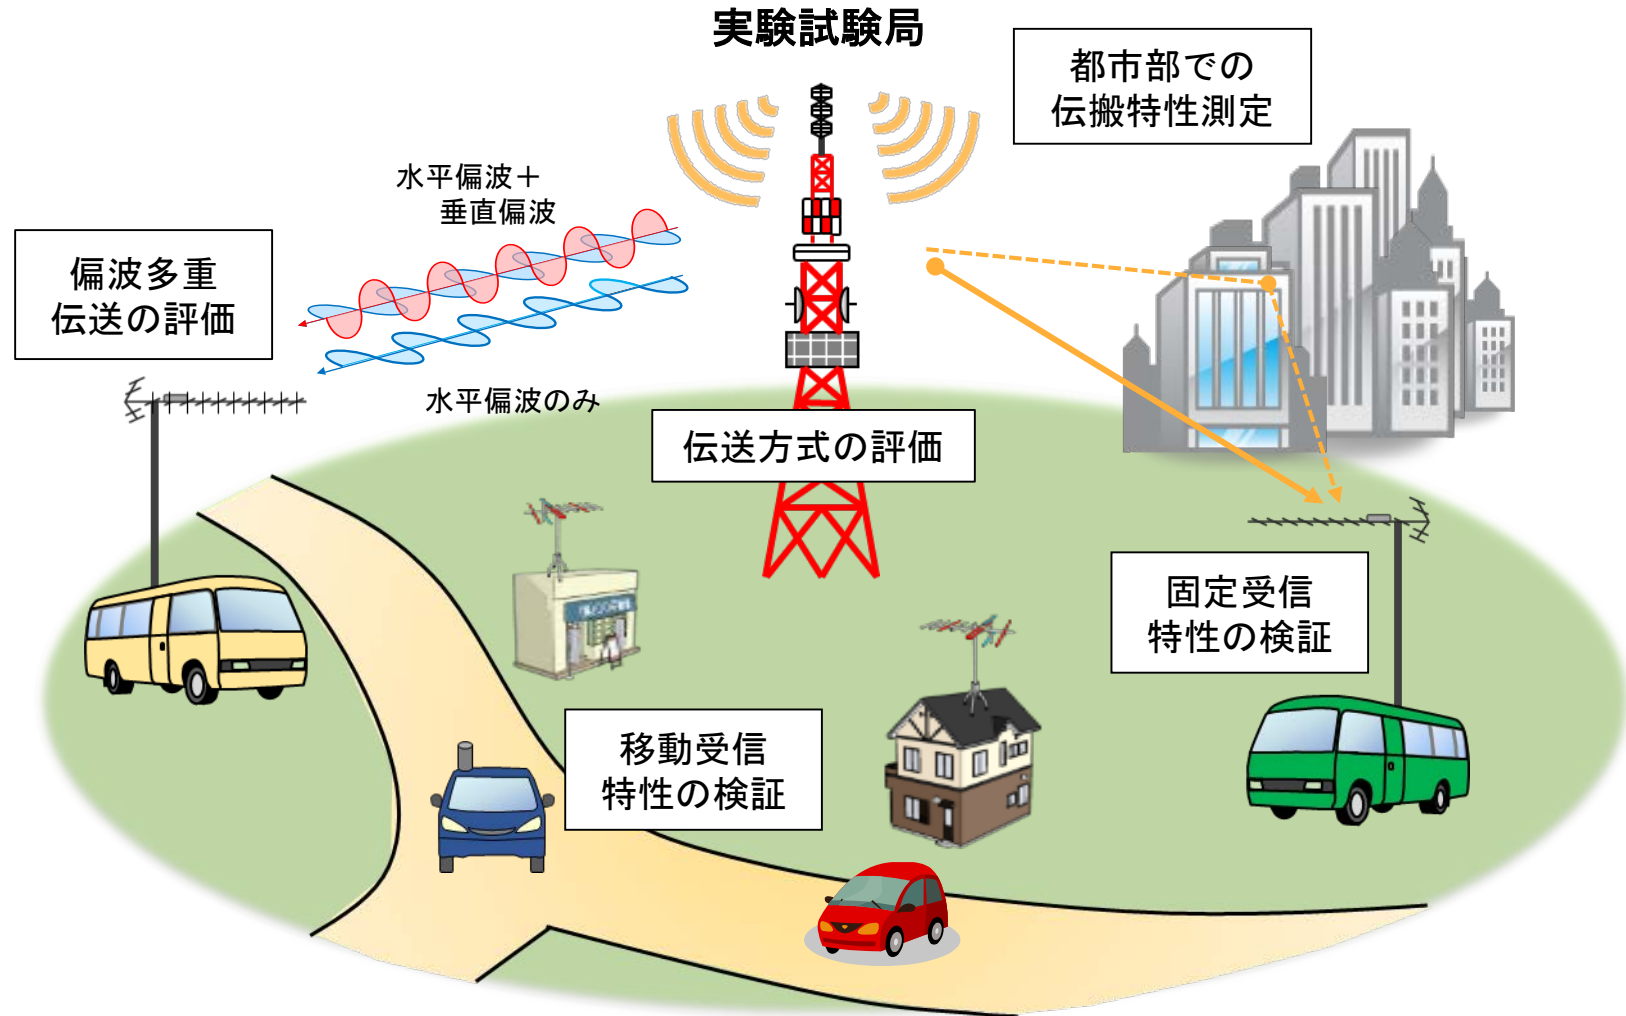 実験試験局
都市部での
伝搬特性測定
水平偏波＋
垂直偏波
偏波多重
伝送の評価
水平偏波のみ
伝送方式の評価
固定受信
特性の検証
移動受信
特性の検証